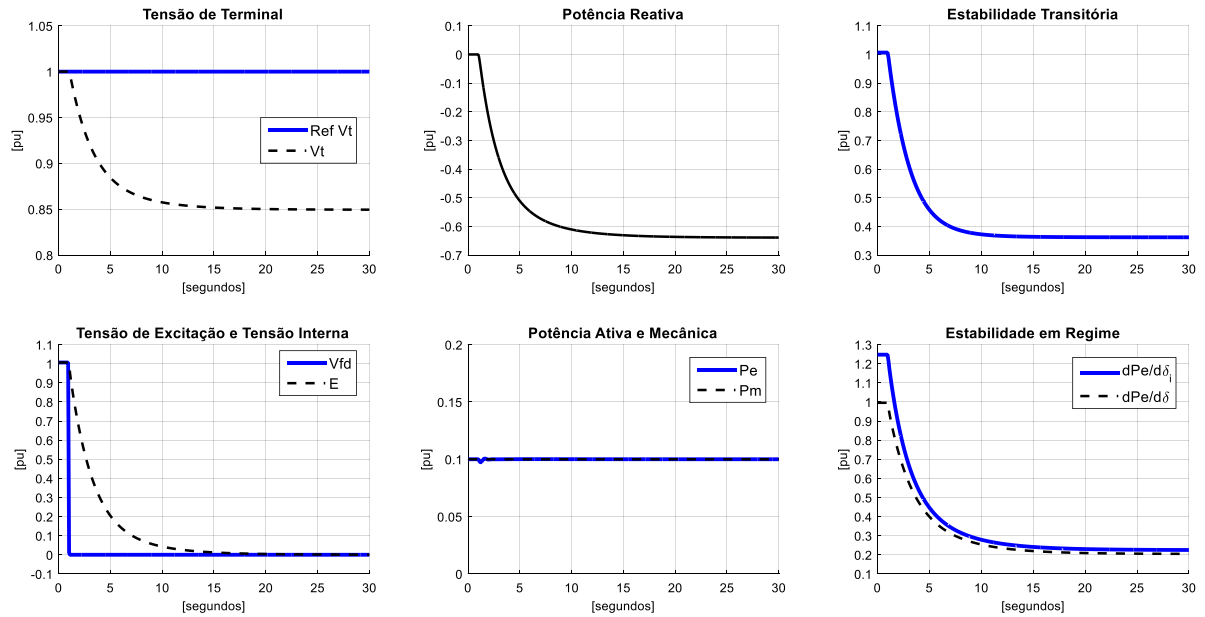 Tensão de Terminal
1.05
1
0.95
0.9
0.85
0.8
[pu]
Ref Vt
Vt
0 5 10 15 20 25 30
[segundos]
Potência Reativa
0.1
0
-0.1
-0.2
-0.3
-0.4
-0.5
-0.6
-0.7
[pu]
0 5 10 15 20 25 30
[segundos]
Estabilidade Transitória
1.1
1
0.9
0.8
0.7
0.6
0.5
0.4
0.3
[pu]
0 5 10 15 20 25 30
[segundos]
Tensão de Excitação e Tensão Interna
1.1
1
0.9
0.8
0.7
0.6
0.5
0.4
0.3
0.2
0.1
0
-0.1
[pu]
Vfd
E
0 5 10 15 20 25 30
[segundos]
Potência Ativa e Mecânica
0.2
0.15
0.1
0.05
0
[pu]
Pe
Pm
0 5 10 15 20 25 30
[segundos]
Estabilidade em Regime
1.3
1.2
1.1
1
0.9
0.8
0.7
0.6
0.5
0.4
0.3
0.2
0.1
[pu]
dPe/dδi
dPe/dδ
0 5 10 15 20 25 30
[segundos]